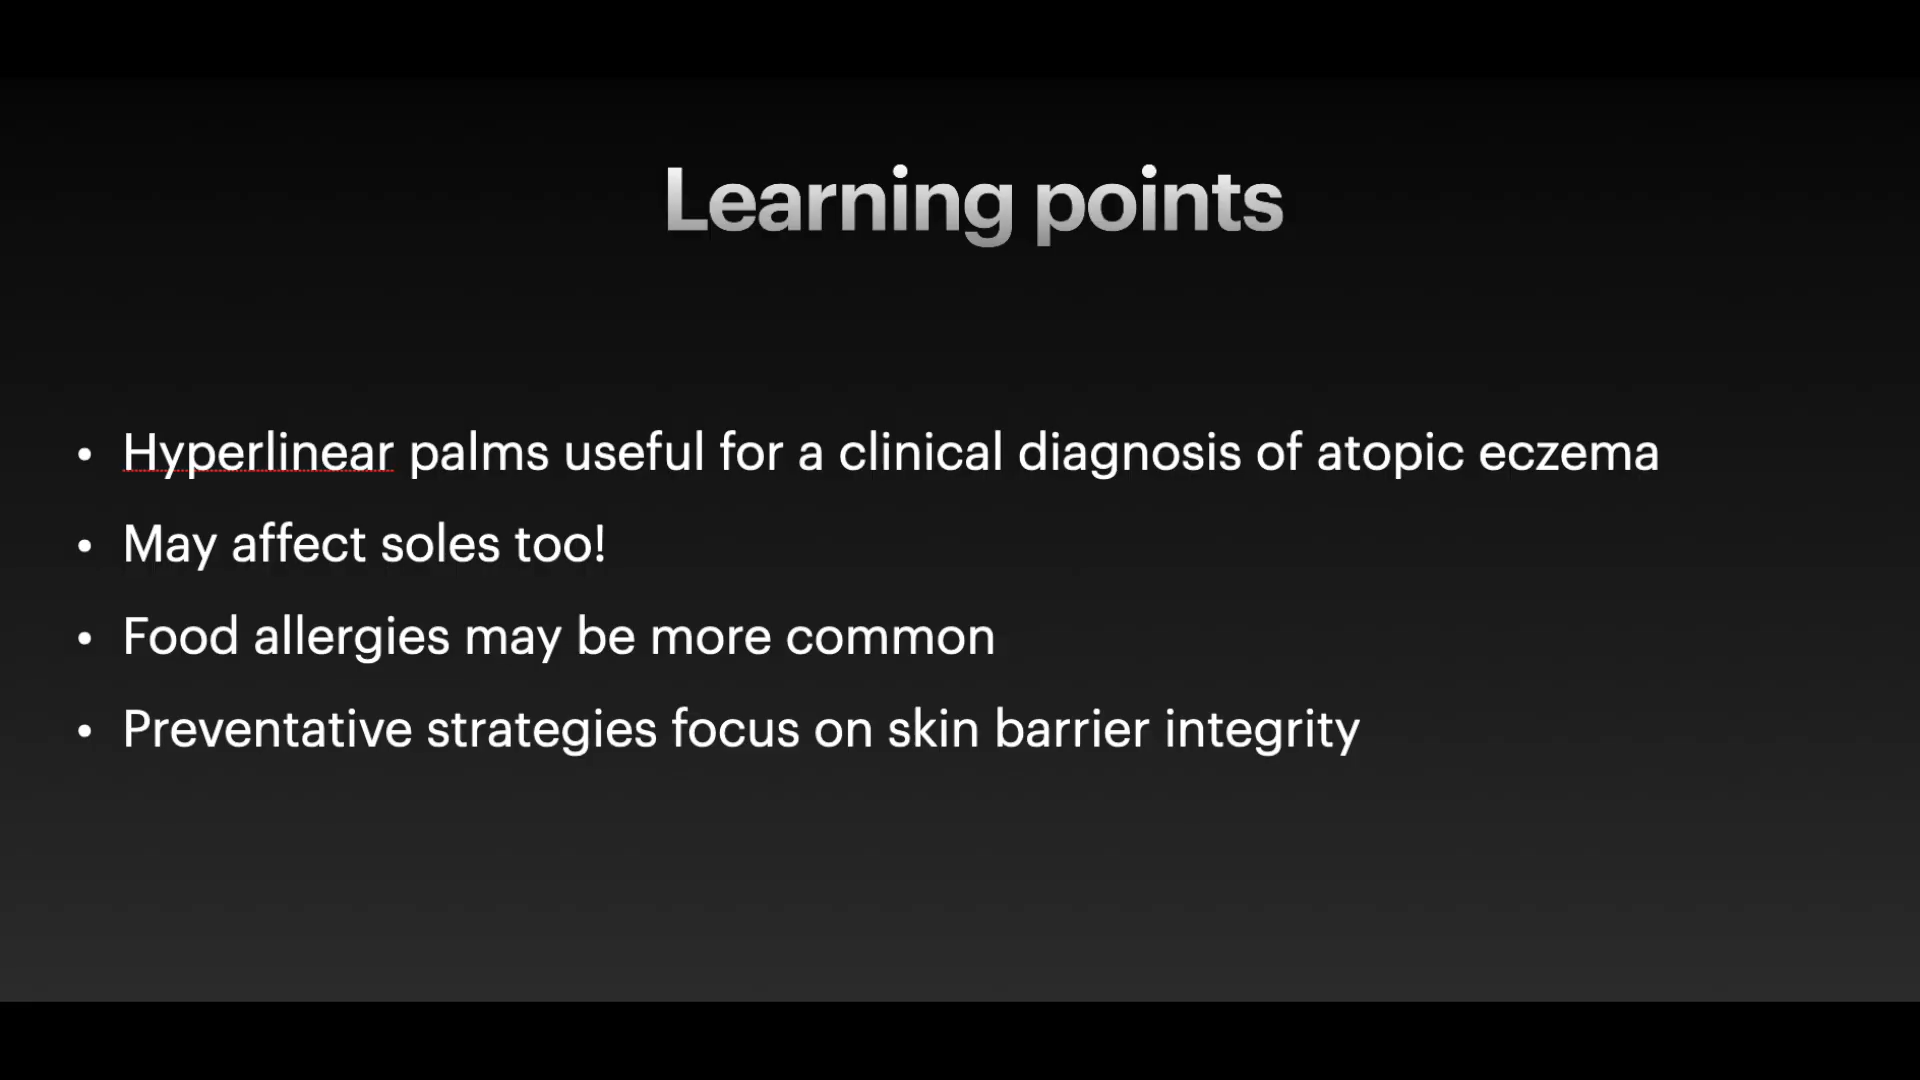 Learning points
• Hyperlinear palms useful for a clinical diagnosis of atopic eczema
• May affect soles too!
• Food allergies may be more common
• Preventative strategies focus on skin barrier integrity